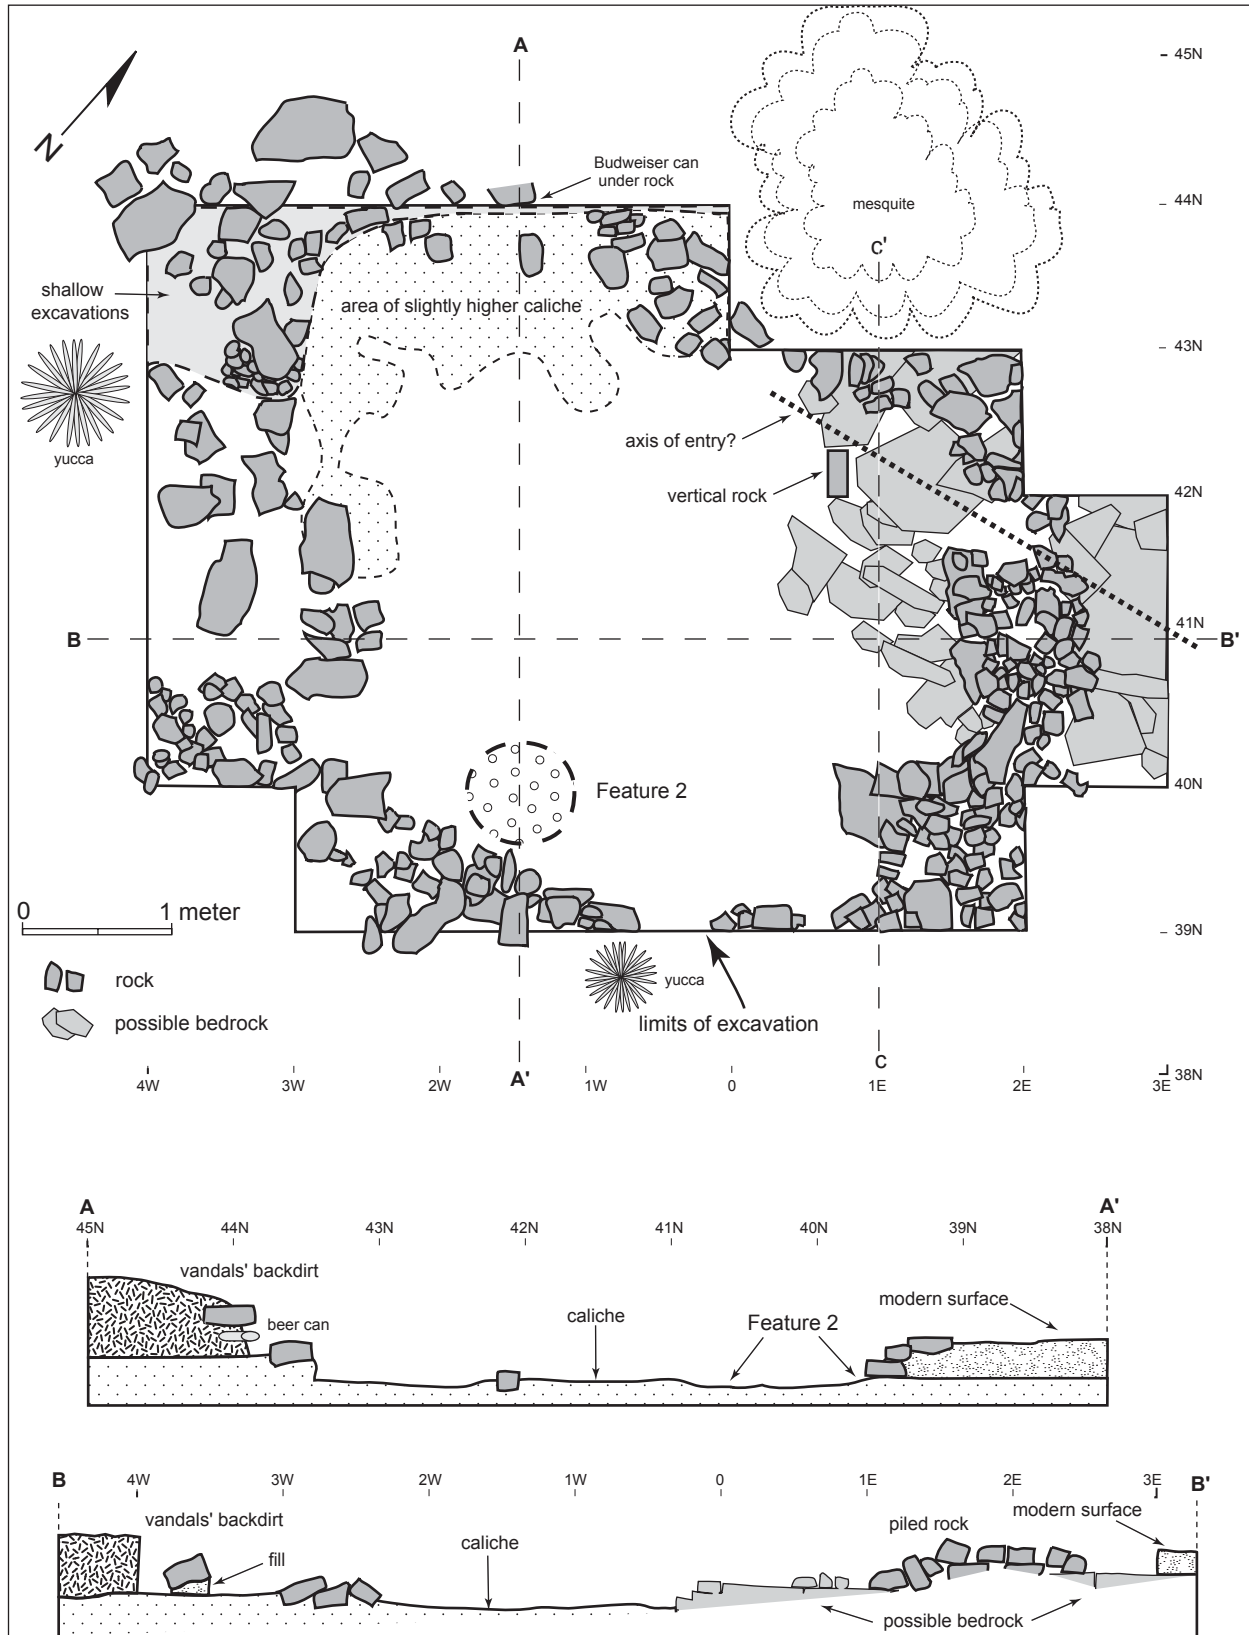 A
45N
N
Budweiser can
under rock
mesquite
44N
C'
shallow
excavations
area of slightly higher caliche
43N
axis of entry?
yucca
vertical rock
42N
B
41N
B'
Feature 2
40N
0 1 meter
39N
rock
yucca
possible bedrock
limits of excavation
C
4W 3W 2W A' 1W 0 1E 2E 3E 38N
A A'
45N 44N 43N 42N 41N 40N 39N 38N
vandals' backdirt
modern surface
beer can
caliche
Feature 2
B 4W 3W 2W 1W 0 1E 2E 3E B'
vandals' backdirt
modern surface
piled rock
fill
caliche
possible bedrock